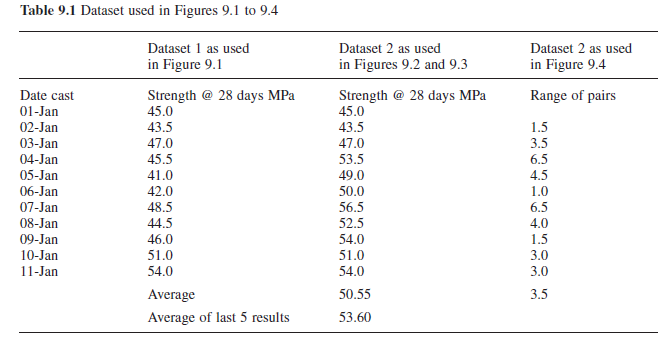 Table 9.1 Dataset used in Figures 9.1 to 9.4
Dataset 1 as used Dataset 2 as used Dataset 2 as used
in Figure 9.1 in Figures 9.2 and 9.3 in Figure 9.4
Date cast Strength @ 28 days MPa Strength @ 28 days MPa Range of pairs
01-Jan 45.0 45.0
02-Jan 43.5 43.5 1.5
03-Jan 47.0 47.0 3.5
04-Jan 45.5 53.5 6.5
05-Jan 41.0 49.0 4.5
06-Jan 42.0 50.0 1.0
07-Jan 48.5 56.5 6.5
08-Jan 44.5 52.5 4.0
09-Jan 46.0 54.0 1.5
10-Jan 51.0 51.0 3.0
11-Jan 54.0 54.0 3.0
Average 50.55 3.5
Average of last 5 results 53.60